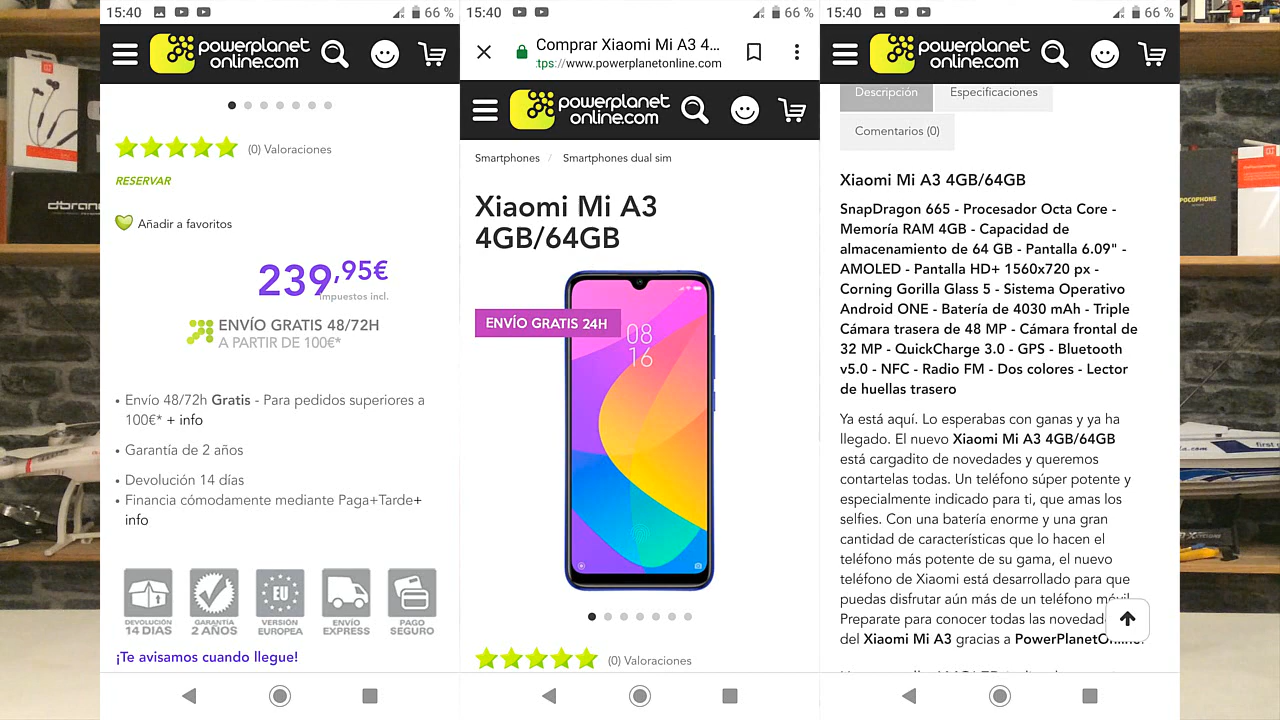 15:40
66 %
powerplanet
online.com
(0) Valoraciones
RESERVAR
Añadir a favoritos
239,95€
impuestos incl.
ENVÍO GRATIS 48/72H
A PARTIR DE 100€*
• Envío 48/72h Gratis - Para pedidos superiores a
100€* + info
• Garantía de 2 años
• Devolución 14 días
• Financia cómodamente mediante Paga+Tarde+
info
DEVOLUCIÓN
14 DIAS
GARANTÍA
2 AÑOS
EU
VERSIÓN
EUROPEA
ENVÍO
EXPRESS
PAGO
SEGURO
¡Te avisamos cuando llegue!
15:40
66 %
Comprar Xiaomi Mi A3 4...
tps://www.powerplanetonline.com
powerplanet
online.com
Smartphones / Smartphones dual sim
Xiaomi Mi A3
4GB/64GB
ENVÍO GRATIS 24H
08
16
(0) Valoraciones
15:40
66 %
powerplanet
online.com
Descripción
Especificaciones
Comentarios (0)
Xiaomi Mi A3 4GB/64GB
SnapDragon 665 - Procesador Octa Core -
Memoría RAM 4GB - Capacidad de
almacenamiento de 64 GB - Pantalla 6.09" -
AMOLED - Pantalla HD+ 1560x720 px -
Corning Gorilla Glass 5 - Sistema Operativo
Android ONE - Batería de 4030 mAh - Triple
Cámara trasera de 48 MP - Cámara frontal de
32 MP - QuickCharge 3.0 - GPS - Bluetooth
v5.0 - NFC - Radio FM - Dos colores - Lector
de huellas trasero
Ya está aquí. Lo esperabas con ganas y ya ha
llegado. El nuevo Xiaomi Mi A3 4GB/64GB
está cargadito de novedades y queremos
contartelas todas. Un teléfono súper potente y
especialmente indicado para ti, que amas los
selfies. Con una batería enorme y una gran
cantidad de características que lo hacen el
teléfono más potente de su gama, el nuevo
teléfono de Xiaomi está desarrollado para que
puedas disfrutar aún más de un teléfono móvil.
Preparate para conocer todas las novedad
del Xiaomi Mi A3 gracias a PowerPlanetOnline.
dbran
POCOPHONE
first